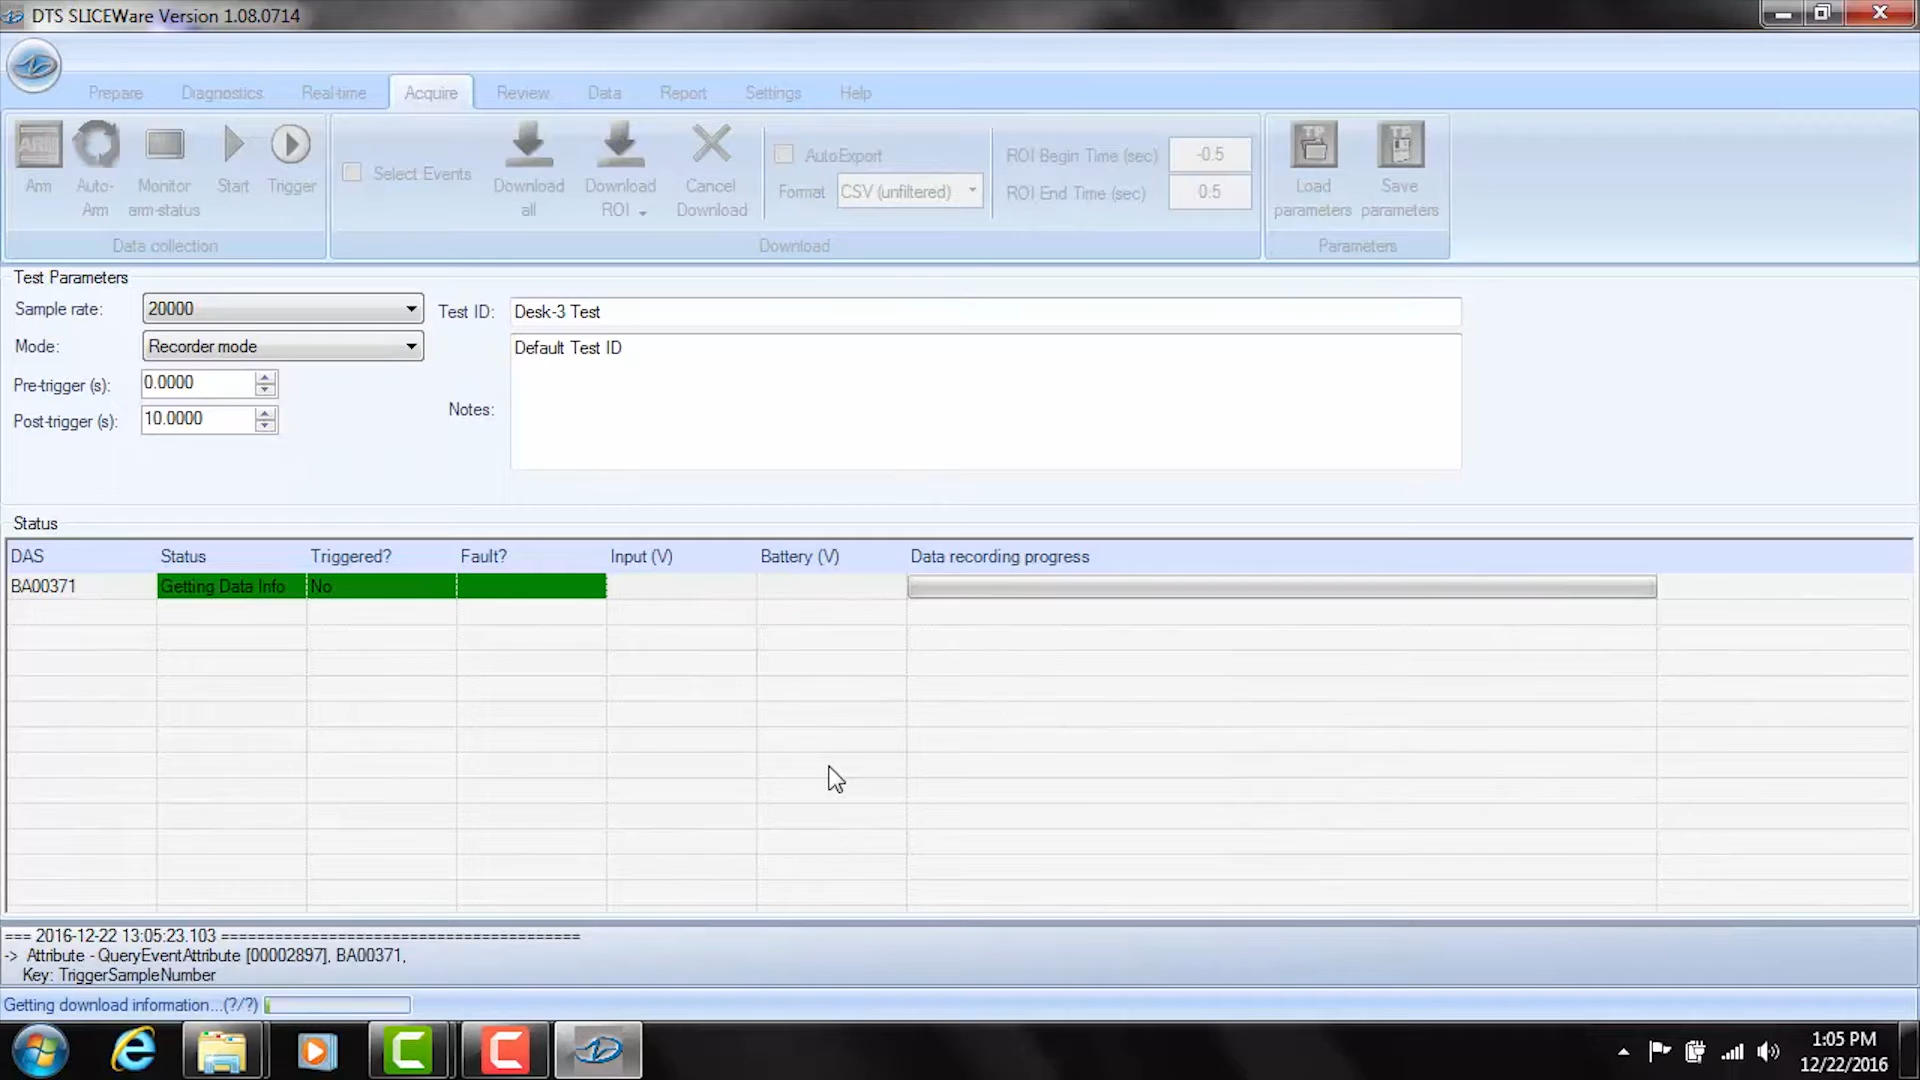 DTS SLICEWare Version 1.08.0714
Prepare Diagnostics Real-time Acquire Review Data Report Settings Help
ARM
Arm
Auto-
Arm
Monitor
arm-status
Start
Trigger
Data collection
Select Events
Download
all
Download
ROI
Cancel
Download
AutoExport
Format CSV (unfiltered)
ROI Begin Time (sec) -0.5
ROI End Time (sec) 0.5
Download
TP
Load
parameters
TP
Save
parameters
Parameters
Test Parameters
Sample rate: 20000
Mode: Recorder mode
Pre-trigger (s): 0.0000
Post-trigger (s): 10.0000
Test ID: Desk-3 Test
Notes: Default Test ID
Status
DAS Status Triggered? Fault? Input (V) Battery (V) Data recording progress
BA00371 Getting Data Info No
=== 2016-12-22 13:05:23.103 ========================================
-> Attribute - QueryEventAttribute [00002897], BA00371,
Key: TriggerSampleNumber
Getting download information...(?/?)
1:05 PM
12/22/2016